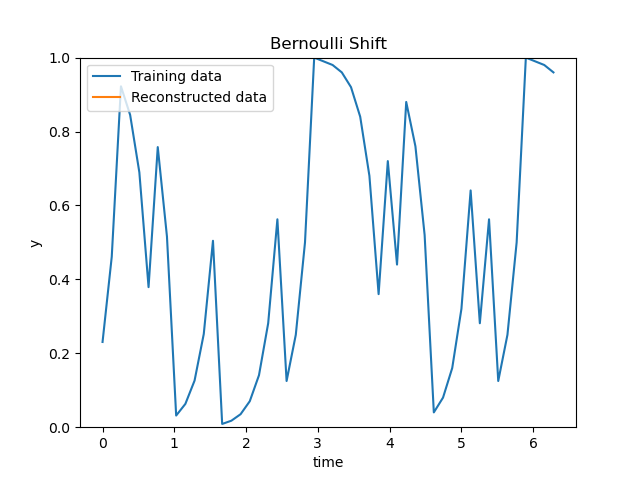 Bernoulli Shift
Training data
Reconstructed data
y
1.0
0.8
0.6
0.4
0.2
0.0
0 1 2 3 4 5 6
time